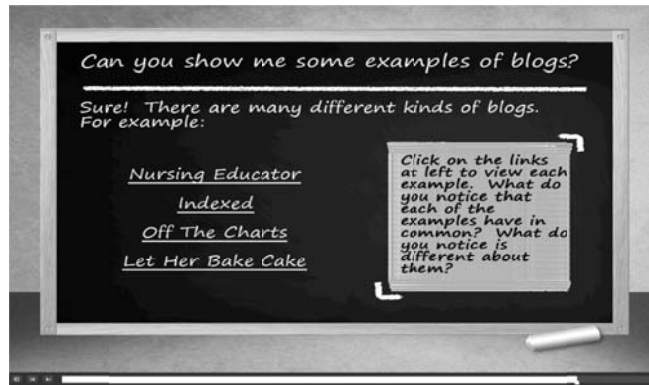 Can you show me some examples of blogs?
Sure! There are many different kinds of blogs.
For example:
Nursing Educator
Indexed
Off The Charts
Let Her Bake Cake
Click on the links
at left to view each
example. What do
you notice that
each of the
examples have in
common? What do
you notice is
different about
them?